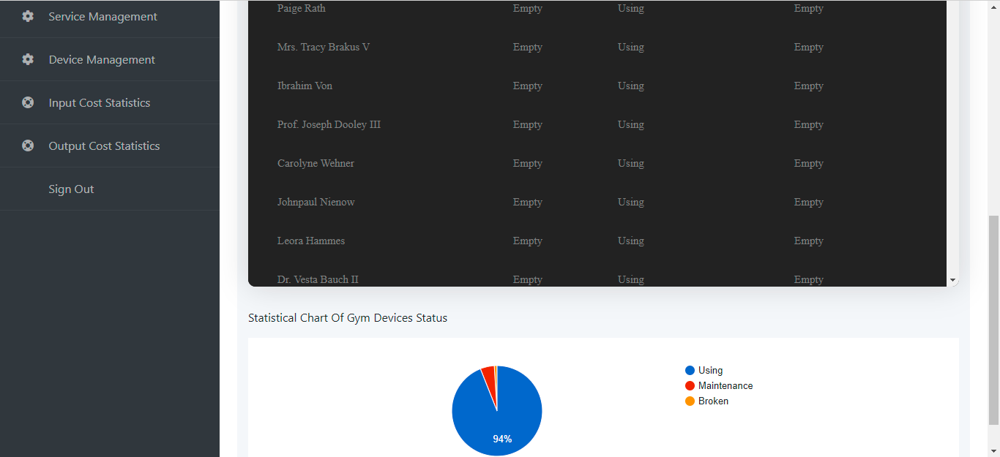 Service Management
Device Management
Input Cost Statistics
Output Cost Statistics
Sign Out
Paige Rath Empty Using Empty
Mrs. Tracy Brakus V Empty Using Empty
Ibrahim Von Empty Using Empty
Prof. Joseph Dooley III Empty Using Empty
Carolyne Wehner Empty Using Empty
Johnpaul Nienow Empty Using Empty
Leora Hammes Empty Using Empty
Dr. Vesta Bauch II Empty Using Empty
Statistical Chart Of Gym Devices Status
94%
Using
Maintenance
Broken